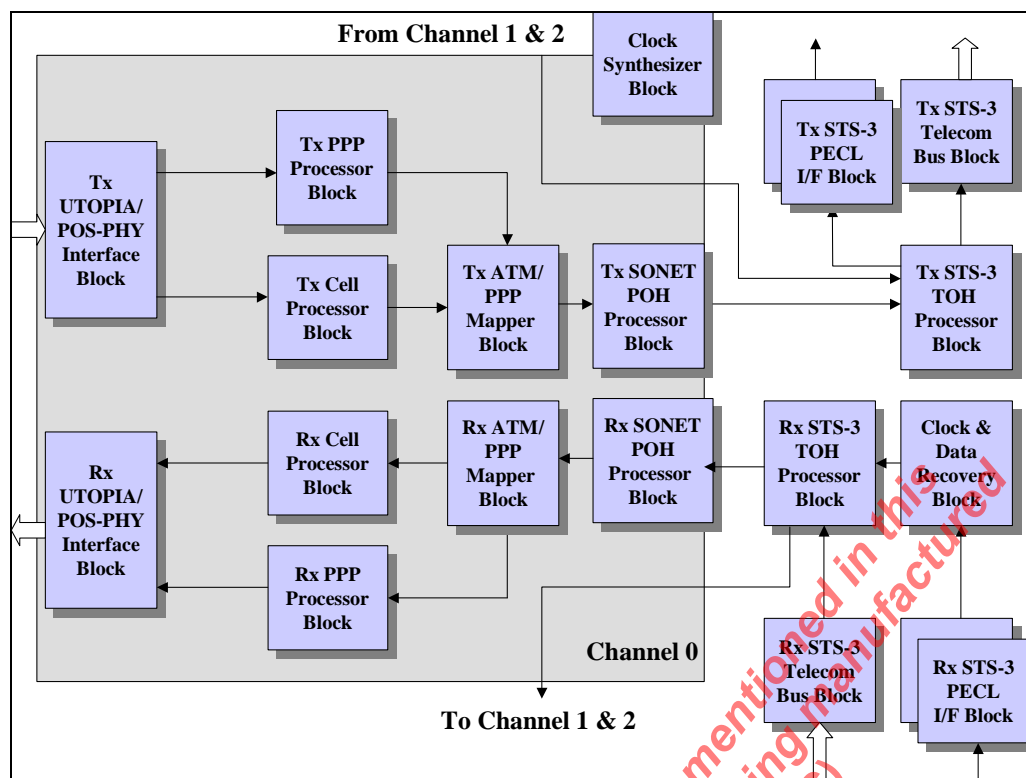 From Channel 1 & 2
Clock
Synthesizer
Block
Tx STS-3
PECL
I/F Block
Tx STS-3
Telecom
Bus Block
Tx
UTOPIA/
POS-PHY
Interface
Block
Tx PPP
Processor
Block
Tx Cell
Processor
Block
Tx ATM/
PPP
Mapper
Block
Tx SONET
POH
Processor
Block
Tx STS-3
TOH
Processor
Block
Rx
UTOPIA/
POS-PHY
Interface
Block
Rx Cell
Processor
Block
Rx ATM/
PPP
Mapper
Block
Rx SONET
POH
Processor
Block
Rx STS-3
TOH
Processor
Block
Clock &
Data
Recovery
Block
Rx PPP
Processor
Block
Channel 0
Rx STS-3
Telecom
Bus Block
Rx STS-3
PECL
I/F Block
To Channel 1 & 2
mentioned in this
ing manufactured